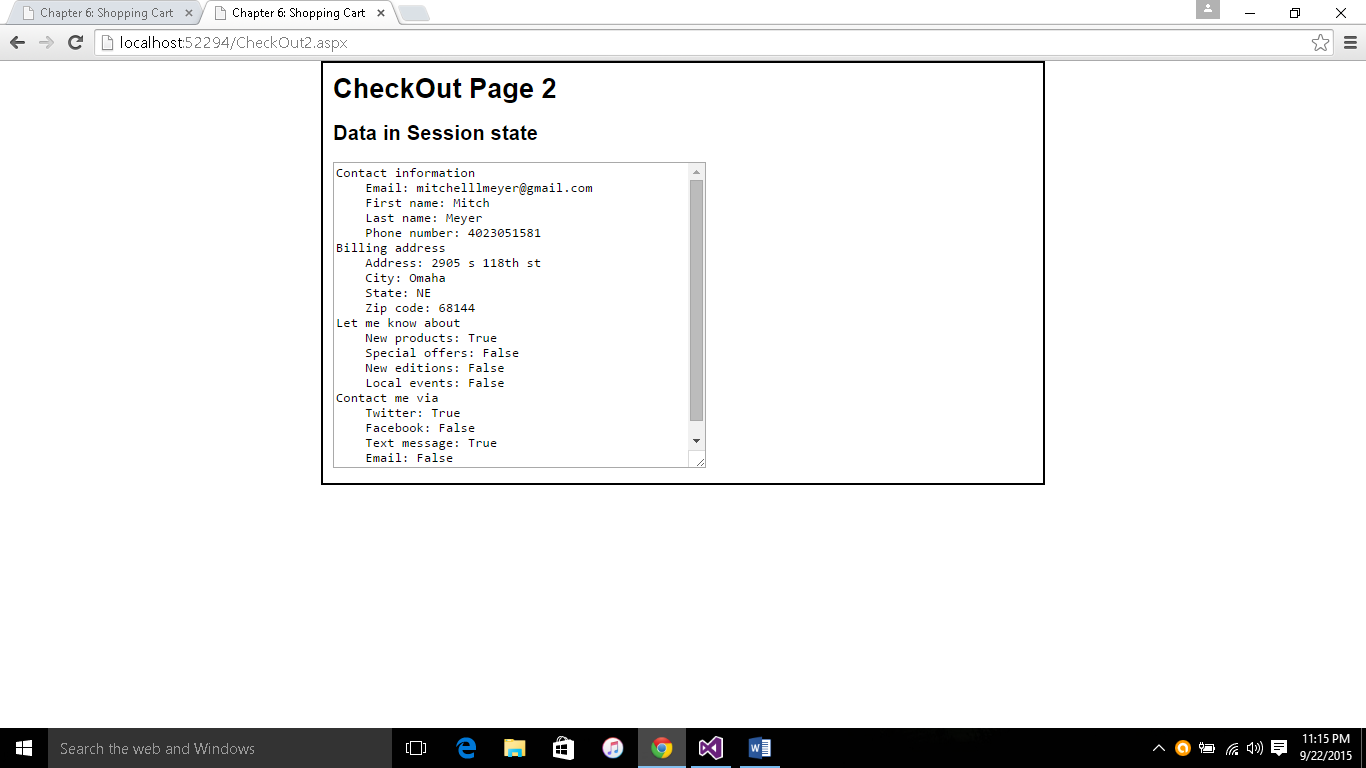 Chapter 6: Shopping Cart
Chapter 6: Shopping Cart
localhost:52294/CheckOut2.aspx
CheckOut Page 2
Data in Session state
Contact information
Email: mitchelllmeyer@gmail.com
First name: Mitch
Last name: Meyer
Phone number: 4023051581
Billing address
Address: 2905 s 118th st
City: Omaha
State: NE
Zip code: 68144
Let me know about
New products: True
Special offers: False
New editions: False
Local events: False
Contact me via
Twitter: True
Facebook: False
Text message: True
Email: False
Search the web and Windows
11:15 PM
9/22/2015